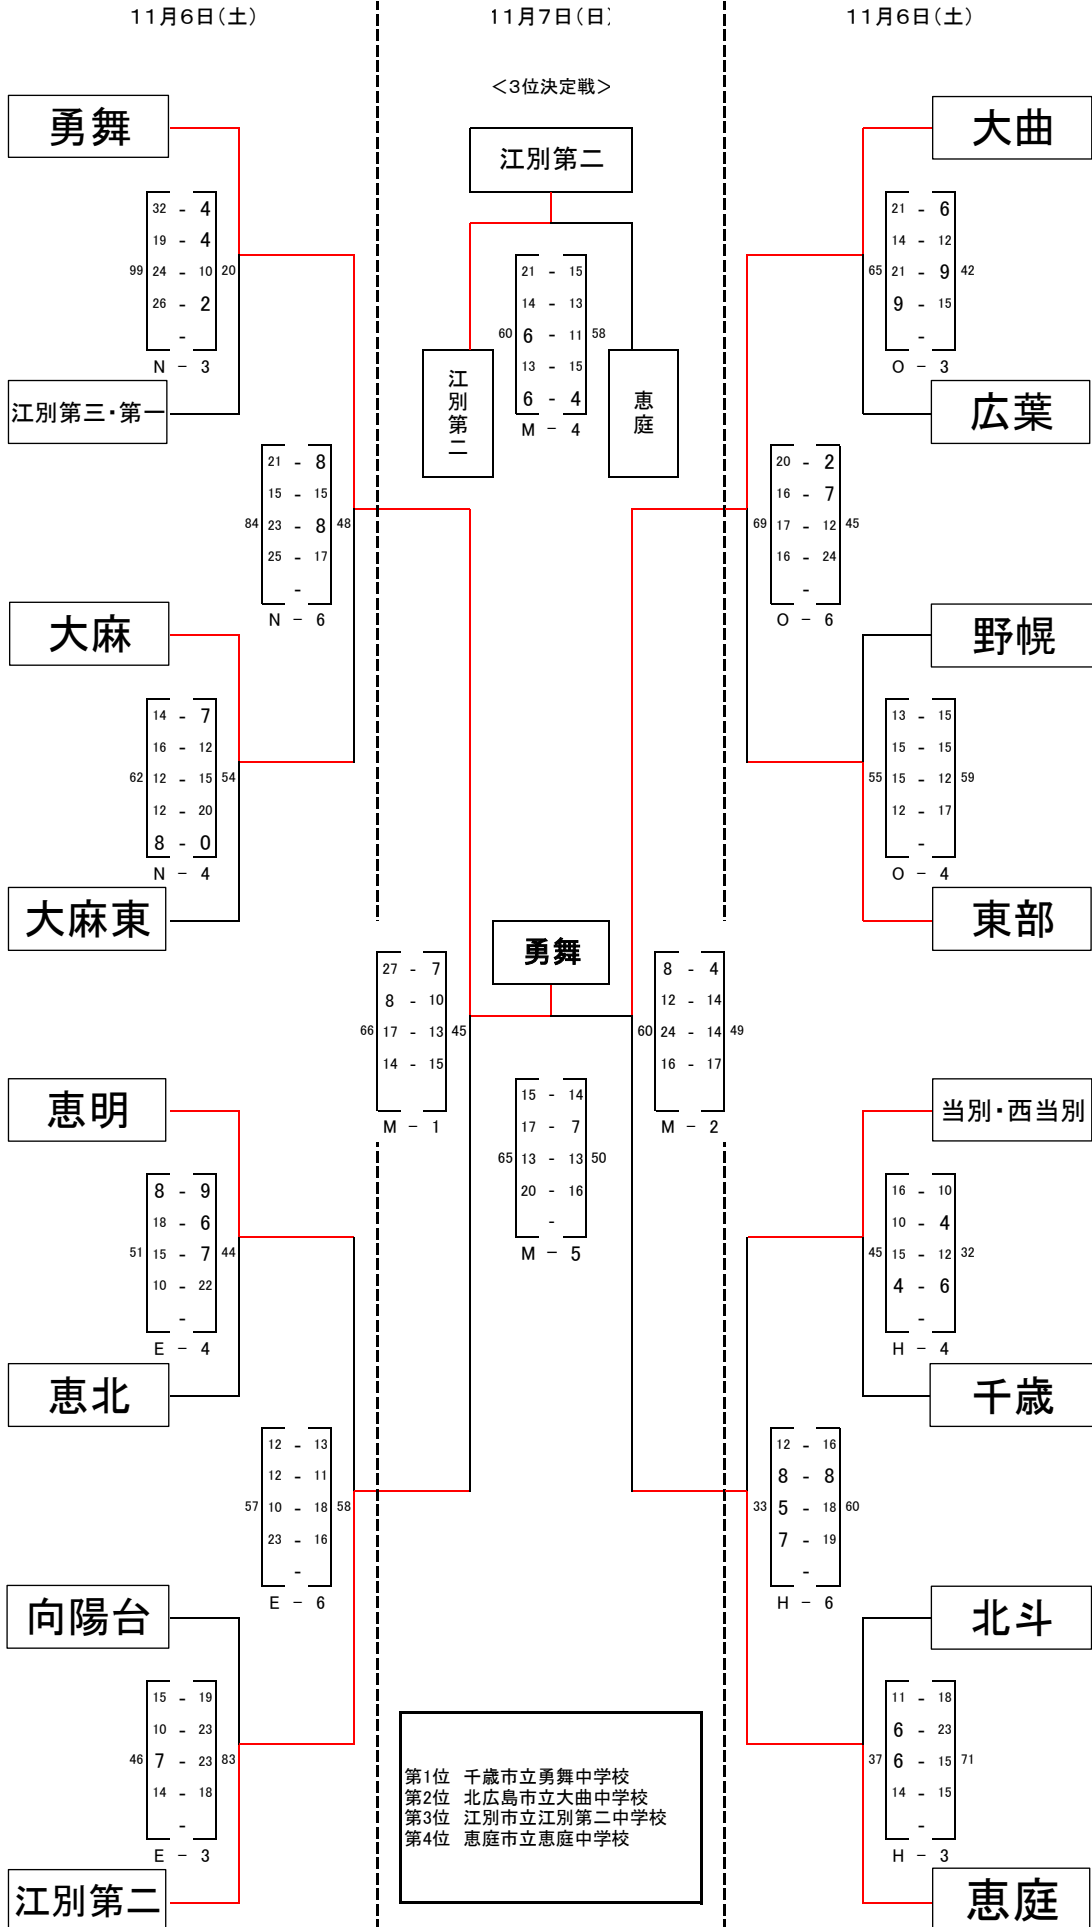 11月6日(土)
11月7日(日)
11月6日(土)
<3位決定戦>
勇舞
32 - 4
19 - 4
99 24 - 10 20
26 - 2
-
N - 3
江別第三・第一
21 - 8
15 - 15
84 23 - 8 48
25 - 17
-
N - 6
大麻
14 - 7
16 - 12
62 12 - 15 54
12 - 20
8 - 0
N - 4
大麻東
恵明
8 - 9
18 - 6
51 15 - 7 44
10 - 22
-
E - 4
恵北
12 - 13
12 - 11
57 10 - 18 58
23 - 16
-
E - 6
向陽台
15 - 19
10 - 23
46 7 - 23 83
14 - 18
-
E - 3
江別第二
江別第二
21 - 15
14 - 13
60 6 - 11 58
13 - 15
6 - 4
M - 4
江別第二
恵庭
勇舞
27 - 7
8 - 10
66 17 - 13 45
14 - 15
M - 1
8 - 4
12 - 14
60 24 - 14 49
16 - 17
M - 2
15 - 14
17 - 7
65 13 - 13 50
20 - 16
-
M - 5
第1位 千歳市立勇舞中学校
第2位 北広島市立大曲中学校
第3位 江別市立江別第二中学校
第4位 恵庭市立恵庭中学校
大曲
21 - 6
14 - 12
65 21 - 9 42
9 - 15
-
O - 3
広葉
20 - 2
16 - 7
69 17 - 12 45
16 - 24
-
O - 6
野幌
13 - 15
15 - 15
55 15 - 12 59
12 - 17
-
O - 4
東部
当別・西当別
16 - 10
10 - 4
45 15 - 12 32
4 - 6
-
H - 4
千歳
12 - 16
8 - 8
33 5 - 18 60
7 - 19
-
H - 6
北斗
11 - 18
6 - 23
37 6 - 15 71
14 - 15
-
H - 3
恵庭